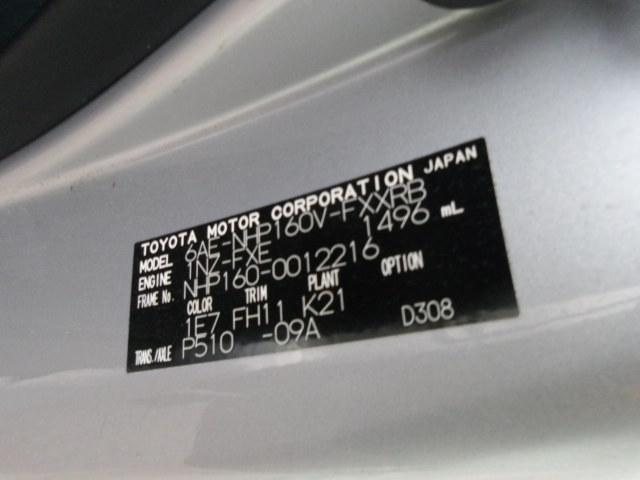 TOYOTA MOTOR CORPORATION JAPAN
MODEL 6AE-NHP160V-FXXRB
ENGINE 1NZ-FXE 1496 mL
FRAME No. NHP160-0012216
COLOR TRIM PLANT OPTION
1E7 FH11 K21
TRANS./AXLE P510 -09A D308